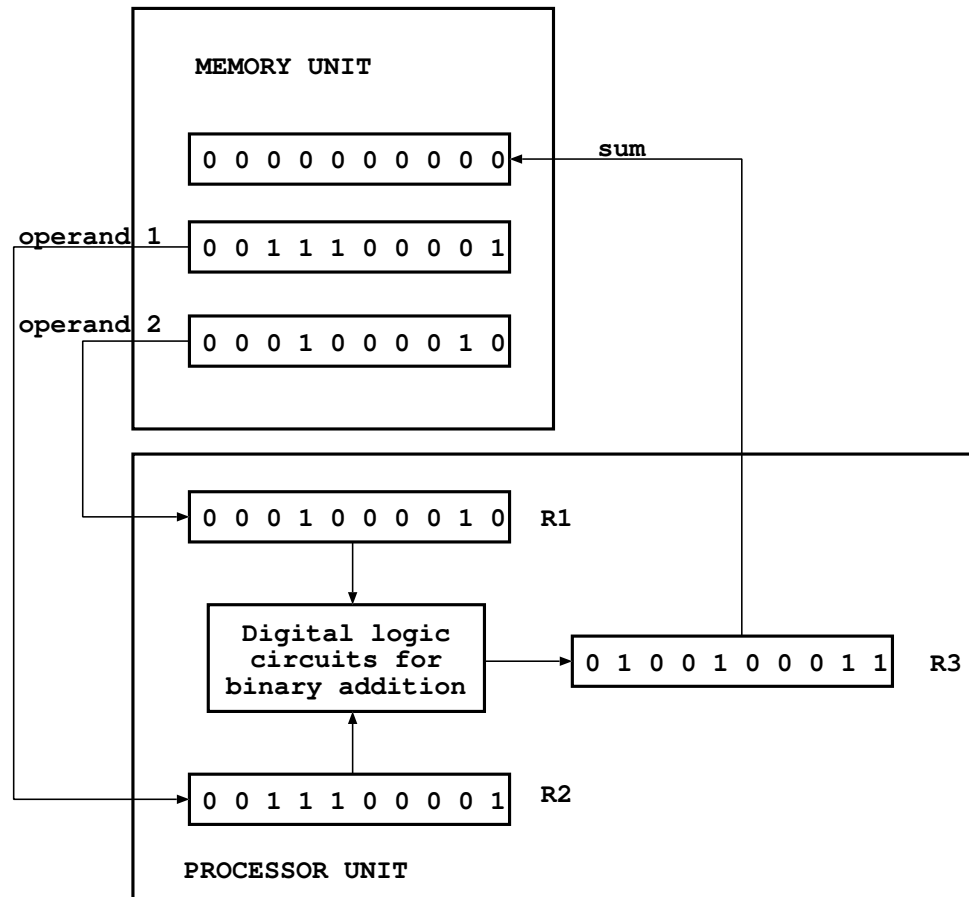 MEMORY UNIT
0 0 0 0 0 0 0 0 0 0
sum
operand 1
0 0 1 1 1 0 0 0 0 1
operand 2
0 0 0 1 0 0 0 0 1 0
0 0 0 1 0 0 0 0 1 0 R1
Digital logic
circuits for
binary addition
0 1 0 0 1 0 0 0 1 1 R3
0 0 1 1 1 0 0 0 0 1 R2
PROCESSOR UNIT